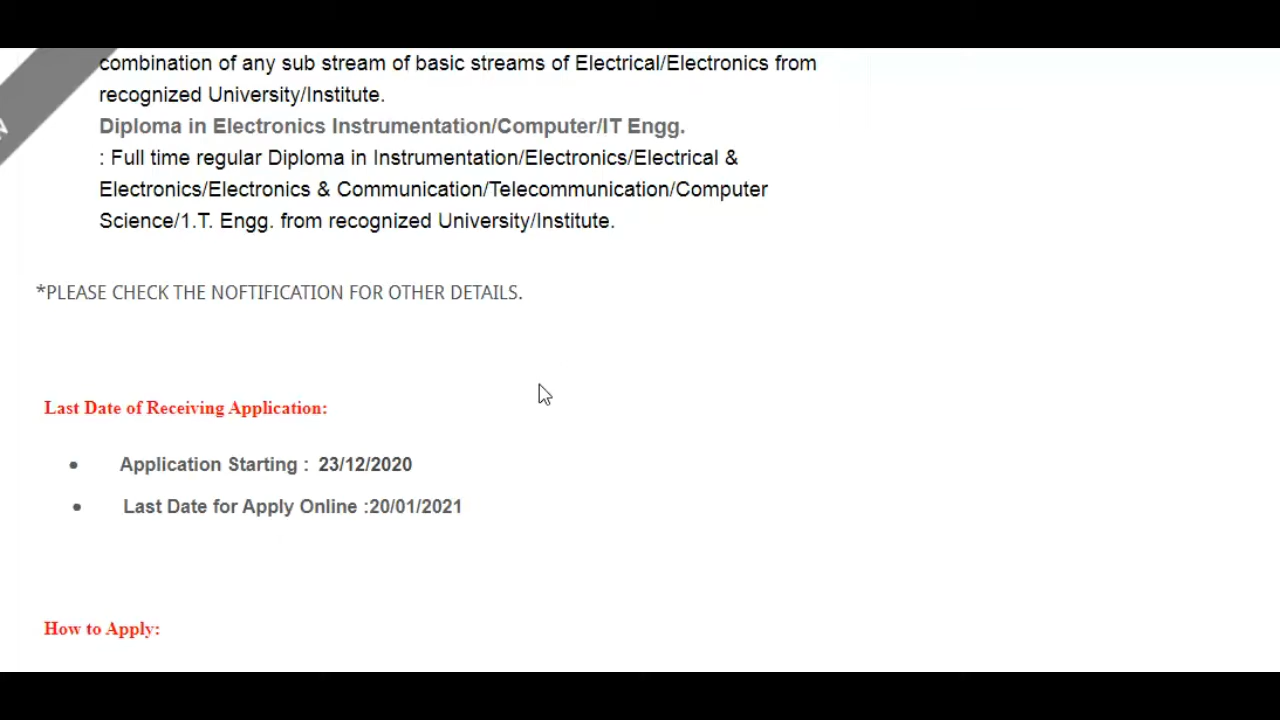 combination of any sub stream of basic streams of Electrical/Electronics from
recognized University/Institute.
Diploma in Electronics Instrumentation/Computer/IT Engg.
: Full time regular Diploma in Instrumentation/Electronics/Electrical &
Electronics/Electronics & Communication/Telecommunication/Computer
Science/1.T. Engg. from recognized University/Institute.
*PLEASE CHECK THE NOFTIFICATION FOR OTHER DETAILS.
Last Date of Receiving Application:
• Application Starting : 23/12/2020
• Last Date for Apply Online :20/01/2021
How to Apply: